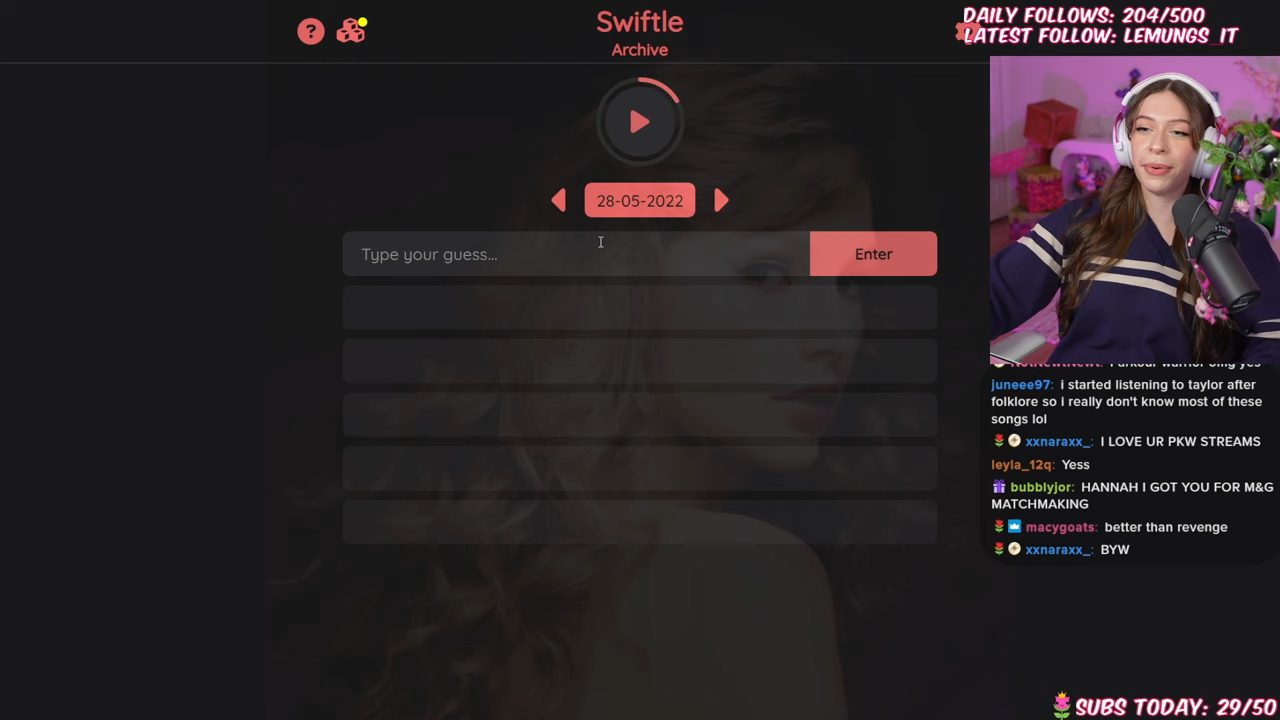 Swiftle
Archive
DAILY FOLLOWS: 204/500
LATEST FOLLOW: LEMUNGS_IT
28-05-2022
Type your guess...
Enter
juneee97: i started listening to taylor after
folklore so i really don't know most of these
songs lol
xxnaraxx_: I LOVE UR PKW STREAMS
leyla_12q: Yess
bubblyjor: HANNAH I GOT YOU FOR M&G
MATCHMAKING
macygoats: better than revenge
xxnaraxx_: BYW
SUBS TODAY: 29/50